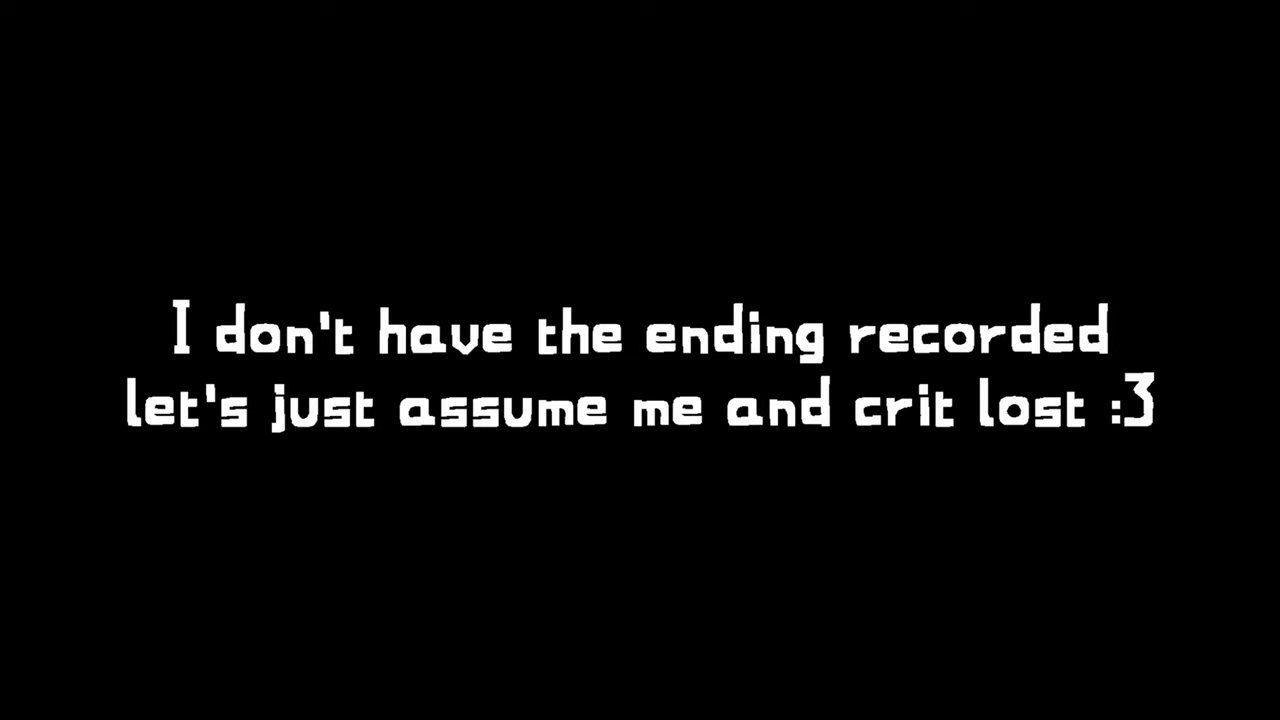 I don't have the ending recorded
let's just assume me and crit lost :3